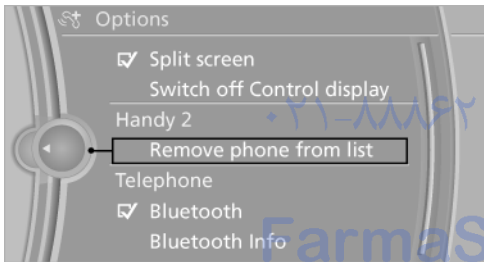 Options
Split screen
Switch off Control display
Handy 2
۰۲۱-۸۸۸۶۲
Remove phone from list
Telephone
Bluetooth
Bluetooth Info
FarmaS